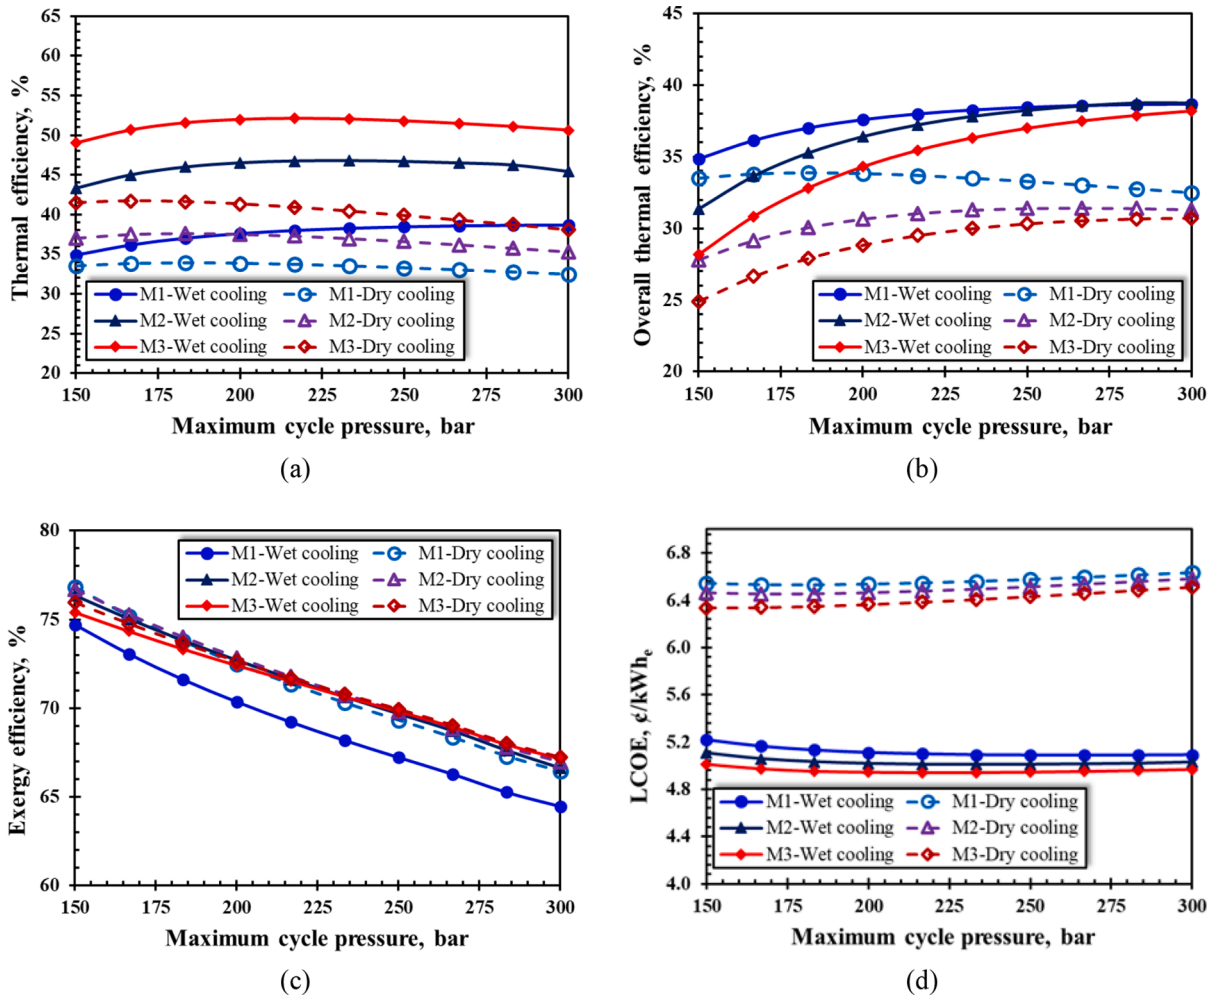 65
60
55
50
45
40
35
30
25
20
Thermal efficiency, %
M1-Wet cooling M1-Dry cooling
M2-Wet cooling M2-Dry cooling
M3-Wet cooling M3-Dry cooling
150 175 200 225 250 275 300
Maximum cycle pressure, bar
(a)
45
40
35
30
25
20
Overall thermal efficiency, %
M1-Wet cooling M1-Dry cooling
M2-Wet cooling M2-Dry cooling
M3-Wet cooling M3-Dry cooling
150 175 200 225 250 275 300
Maximum cycle pressure, bar
(b)
80
75
70
65
60
Exergy efficiency, %
M1-Wet cooling M1-Dry cooling
M2-Wet cooling M2-Dry cooling
M3-Wet cooling M3-Dry cooling
150 175 200 225 250 275 300
Maximum cycle pressure, bar
(c)
6.8
6.4
6.0
5.6
5.2
4.8
4.4
4.0
LCOE, ¢/kWhₑ
M1-Wet cooling M1-Dry cooling
M2-Wet cooling M2-Dry cooling
M3-Wet cooling M3-Dry cooling
150 175 200 225 250 275 300
Maximum cycle pressure, bar
(d)